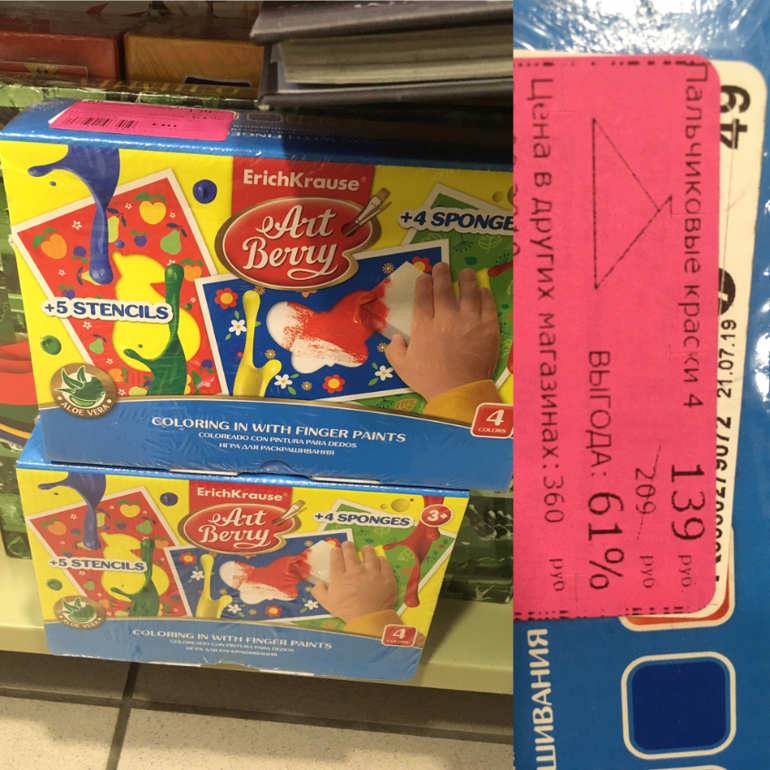 ErichKrause®
Art
Berry
+4 SPONGE
+5 STENCILS
ALOE VERA
4
COLORS
COLORING IN WITH FINGER PAINTS
COLOREADO CON PINTURA PARA DEDOS
ИГРА ДЛЯ РАСКРАШИВАНИЯ
ErichKrause®
Art
Berry
+4 SPONGES
3+
+5 STENCILS
ALOE VERA
4
COLORS
COLORING IN WITH FINGER PAINTS
COLOREADO CON PINTURA PARA DEDOS
ИГРА ДЛЯ РАСКРАШИВАНИЯ
49
21.07.19
Пальчиковые краски 4
139 руб
209 руб
ВЫГОДА: 61%
Цена в других магазинах: 360 руб
ШИВАНИЯ